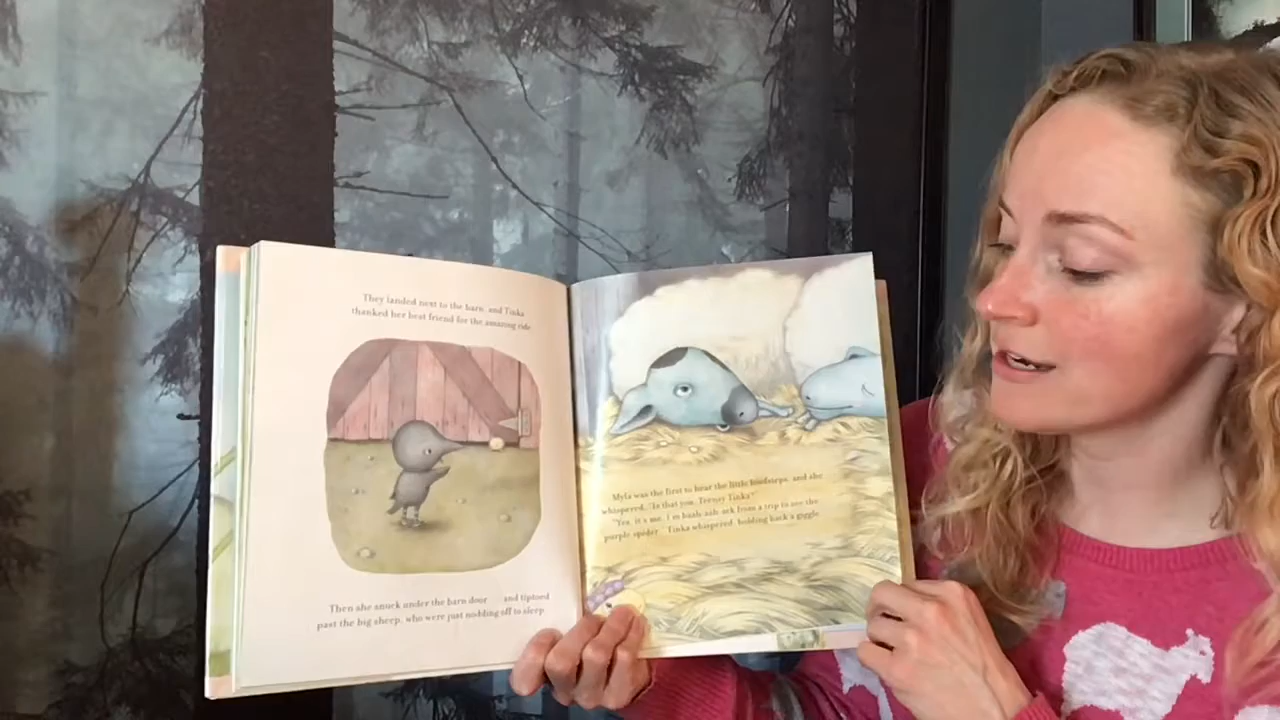 They landed next to the barn, and Tinka
thanked her best friend for the amazing ride
Then she snuck under the barn door and tiptoed
past the big sheep, who were just nodding off to sleep.
Myla was the first to hear the little hoofsteps, and she
whispered, "Is that you, Teensy Tinka?"
"Yes, it's me. I'm baah-aah-ack from a trip to see the
purple spider," Tinka whispered, holding back a giggle.